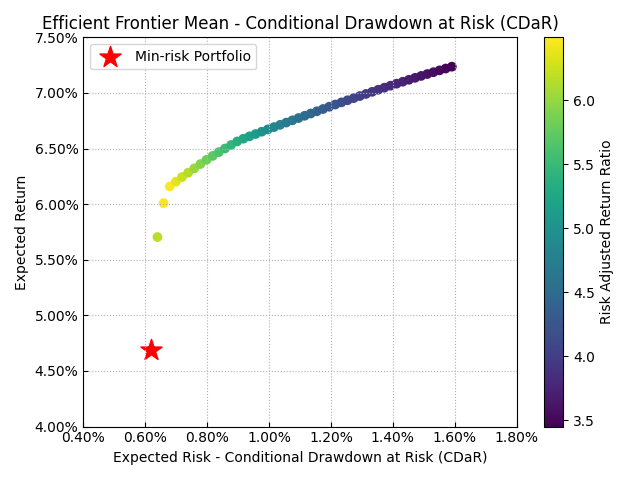 Efficient Frontier Mean - Conditional Drawdown at Risk (CDaR)
Min-risk Portfolio
Expected Return
7.50%
7.00%
6.50%
6.00%
5.50%
5.00%
4.50%
4.00%
0.40% 0.60% 0.80% 1.00% 1.20% 1.40% 1.60% 1.80%
Expected Risk - Conditional Drawdown at Risk (CDaR)
6.0
5.5
5.0
4.5
4.0
3.5
Risk Adjusted Return Ratio